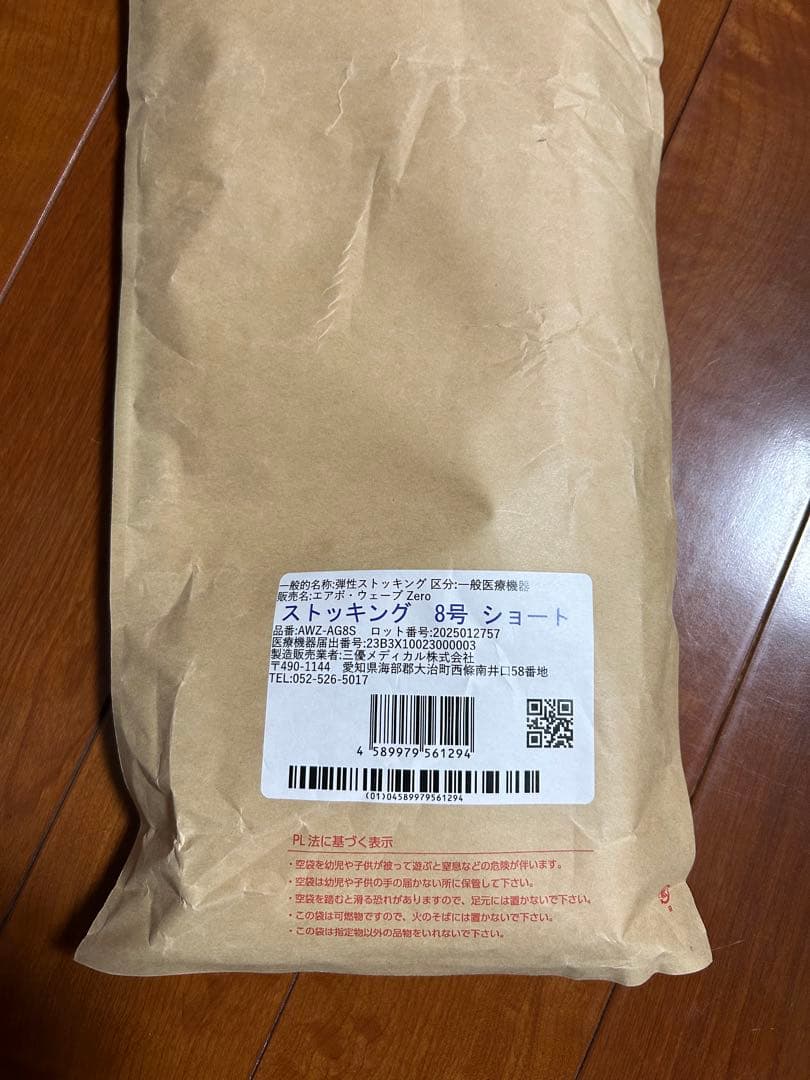 一般的名称:弾性ストッキング 区分:一般医療機器
販売名:エアボ・ウェーブ Zero
ストッキング 8号 ショート
品番:AWZ-AG8S ロット番号:2025012757
医療機器届出番号:23B3X10023000003
製造販売業者:三優メディカル株式会社
〒490-1144 愛知県海部郡大治町西條南井口58番地
TEL:052-526-5017
4 589979 561294
(01)04589979561294
PL法に基づく表示
・空袋を幼児や子供が被って遊ぶと窒息などの危険が伴います。
・空袋は幼児や子供の手の届かない所に保管して下さい。
・空袋を踏むと滑る恐れがありますので、足元には置かないで下さい。
・この袋は可燃物ですので、火のそばには置かないで下さい。
・この袋は指定物以外の品物をいれないで下さい。